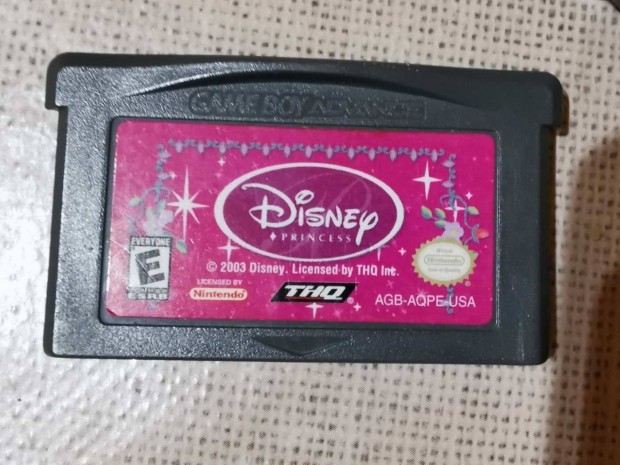 GAME BOY ADVANCE
Disney
PRINCESS
© 2003 Disney. Licensed by THQ Inc.
EVERYONE
E
ESRB
LICENSED BY
Nintendo
THQ
Nintendo
AGB-AQPE-USA